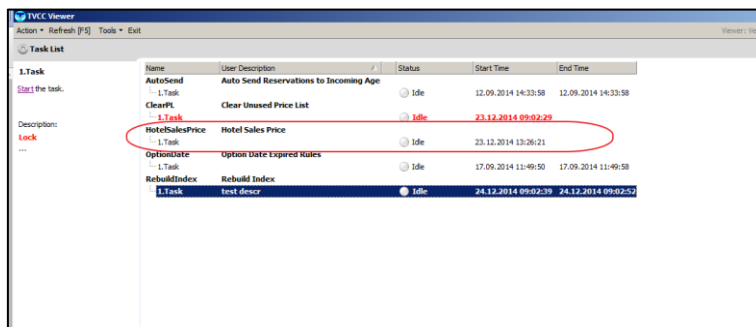 TVCC Viewer
Action Refresh [F5] Tools Exit
Task List
1.Task
Start the task.
Description:
Lock
...
Name User Description Status Start Time End Time
AutoSend Auto Send Reservations to Incoming Age
1.Task Idle 12.09.2014 14:33:58 12.09.2014 14:33:58
ClearPL Clear Unused Price List
1.Task Idle 23.12.2014 09:02:29
HotelSalesPrice Hotel Sales Price
1.Task Idle 23.12.2014 13:26:21
OptionDate Option Date Expired Rules
1.Task Idle 17.09.2014 11:49:50 17.09.2014 11:49:58
RebuildIndex Rebuild Index
1.Task test descr Idle 24.12.2014 09:02:39 24.12.2014 09:02:52
Viewer: